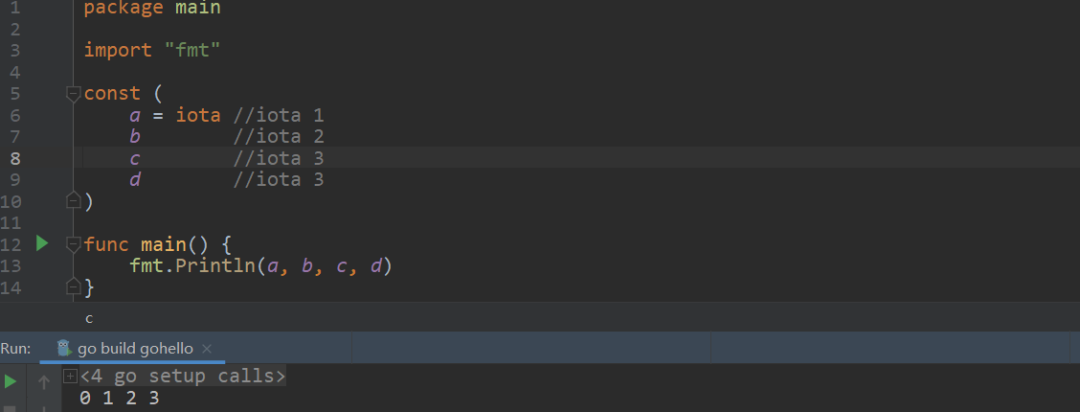 1 package main
2
3 import "fmt"
4
5 const (
6 a = iota //iota 1
7 b //iota 2
8 c //iota 3
9 d //iota 3
10 )
11
12 func main() {
13 fmt.Println(a, b, c, d)
14 }
c
Run: go build gohello ×
<4 go setup calls>
0 1 2 3